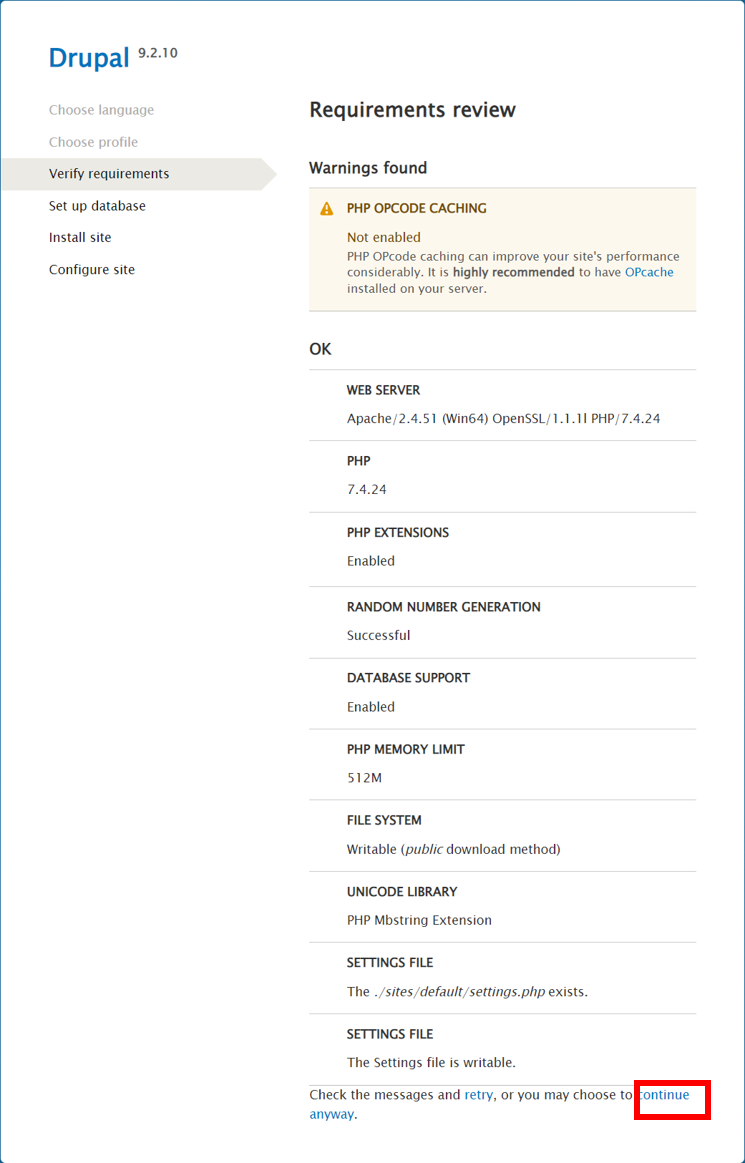 Drupal 9.2.10
Choose language
Choose profile
Verify requirements
Set up database
Install site
Configure site
Requirements review
Warnings found
PHP OPCODE CACHING
Not enabled
PHP OPcode caching can improve your site's performance
considerably. It is highly recommended to have OPcache
installed on your server.
OK
WEB SERVER
Apache/2.4.51 (Win64) OpenSSL/1.1.1l PHP/7.4.24
PHP
7.4.24
PHP EXTENSIONS
Enabled
RANDOM NUMBER GENERATION
Successful
DATABASE SUPPORT
Enabled
PHP MEMORY LIMIT
512M
FILE SYSTEM
Writable (public download method)
UNICODE LIBRARY
PHP Mbstring Extension
SETTINGS FILE
The ./sites/default/settings.php exists.
SETTINGS FILE
The Settings file is writable.
Check the messages and retry, or you may choose to continue
anyway.